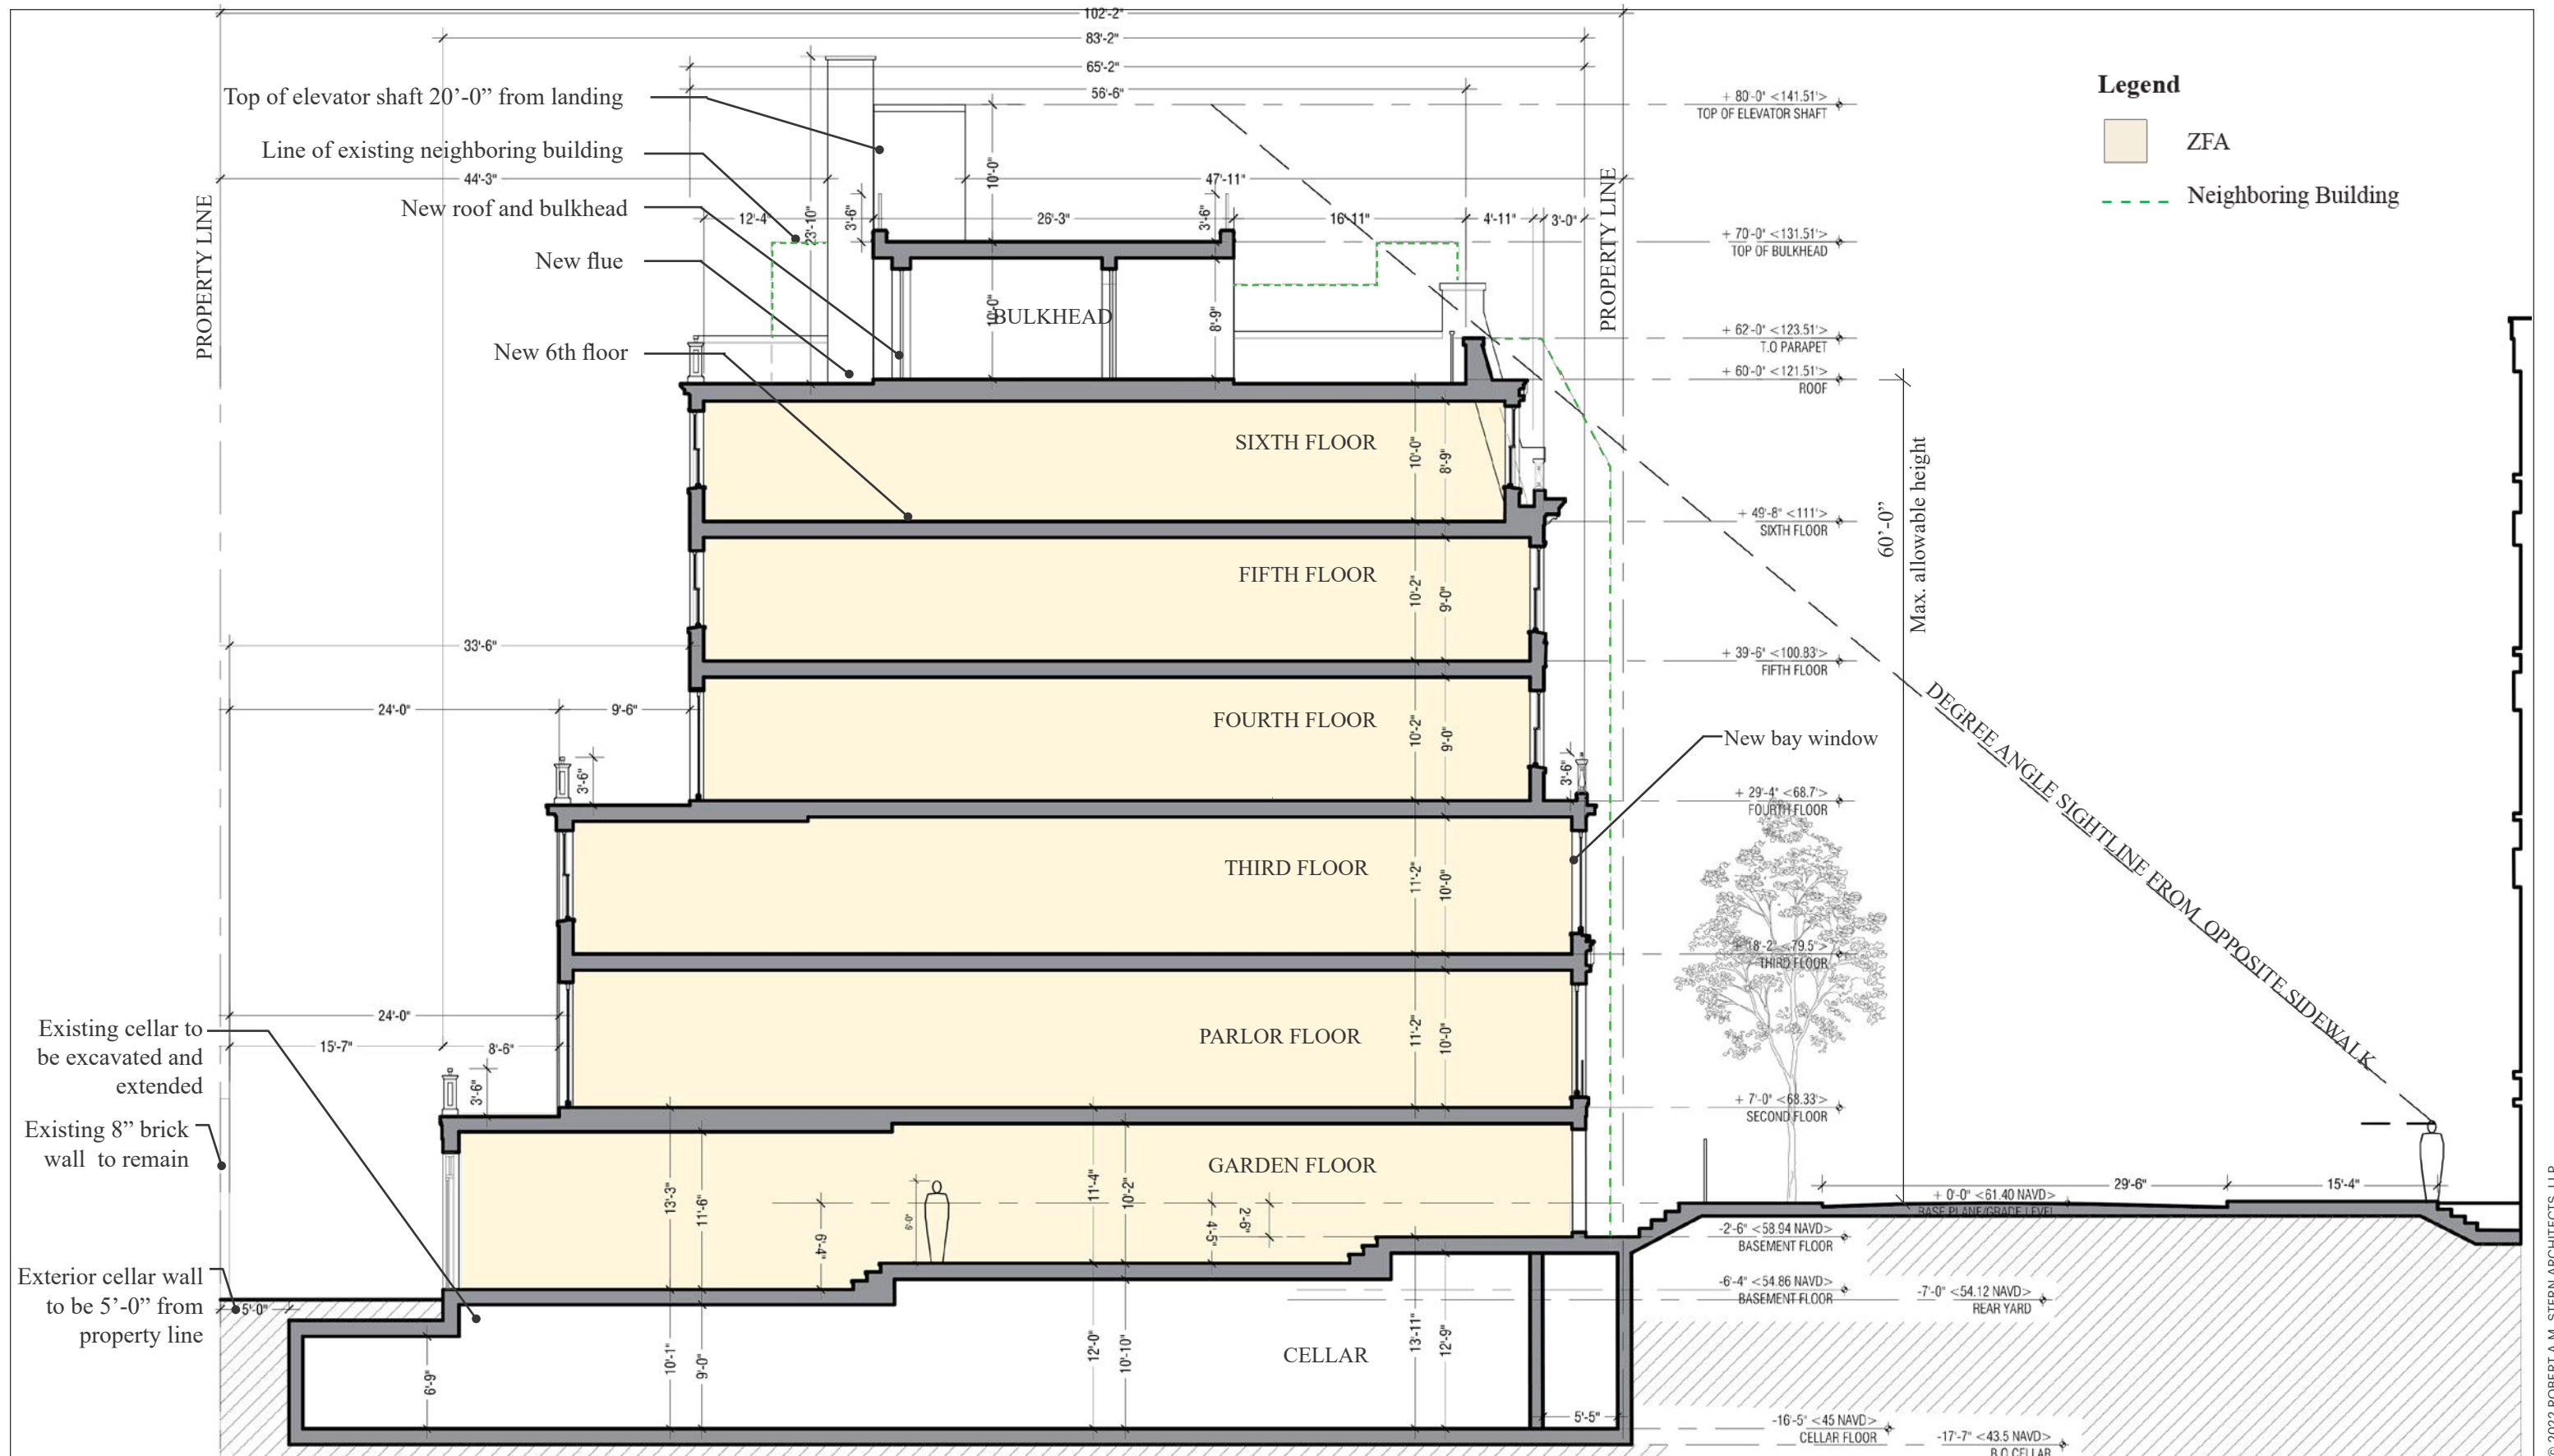 102'-2"
83'-2"
65'-2"
56'-6"
Top of elevator shaft 20’-0” from landing
Line of existing neighboring building
44'-3"
47'-11"
New roof and bulkhead
12'-4"
23'-10"
3'-6"
26'-3"
10'-0"
3'-6"
16'-11"
4'-11"
3'-0"
New flue
New 6th floor
PROPERTY LINE
PROPERTY LINE
BULKHEAD
10'-0"
8'-9"
+ 80'-0" <141.51'>
TOP OF ELEVATOR SHAFT
+ 70'-0" <131.51'>
TOP OF BULKHEAD
+ 62'-0" <123.51'>
T.O PARAPET
+ 60'-0" <121.51'>
ROOF
Legend
ZFA
Neighboring Building
SIXTH FLOOR
10'-0"
8'-9"
+ 49'-8" <111'>
SIXTH FLOOR
60’-0”
Max. allowable height
FIFTH FLOOR
10'-2"
9'-0"
33'-6"
+ 39'-6" <100.83'>
FIFTH FLOOR
24'-0"
9'-6"
FOURTH FLOOR
10'-2"
9'-0"
New bay window
3'-6"
3'-6"
+ 29'-4" <68.7'>
FOURTH FLOOR
DEGREE ANGLE SIGHTLINE FROM OPPOSITE SIDEWALK
THIRD FLOOR
11'-2"
10'-0"
+ 18'-2" <79.5'>
THIRD FLOOR
24'-0"
15'-7"
8'-6"
3'-6"
PARLOR FLOOR
11'-2"
10'-0"
Existing cellar to
be excavated and
extended
Existing 8” brick
wall to remain
+ 7'-0" <68.33'>
SECOND FLOOR
GARDEN FLOOR
13'-3"
11'-6"
6'-4"
11'-4"
10'-2"
4'-5"
2'-6"
29'-6"
15'-4"
+ 0'-0" <61.40 NAVD>
BASE PLANE/GRADE LEVEL
-2'-6" <58.94 NAVD>
BASEMENT FLOOR
-6'-4" <54.86 NAVD>
BASEMENT FLOOR
-7'-0" <54.12 NAVD>
REAR YARD
Exterior cellar wall
to be 5’-0” from
property line
5'-0"
6'-9"
10'-1"
9'-0"
12'-0"
10'-10"
CELLAR
13'-11"
12'-9"
5'-5"
-16'-5" <45 NAVD>
CELLAR FLOOR
-17'-7" <43.5 NAVD>
B.O CELLAR
© 2022 ROBERT A.M. STERN ARCHITECTS, LLP